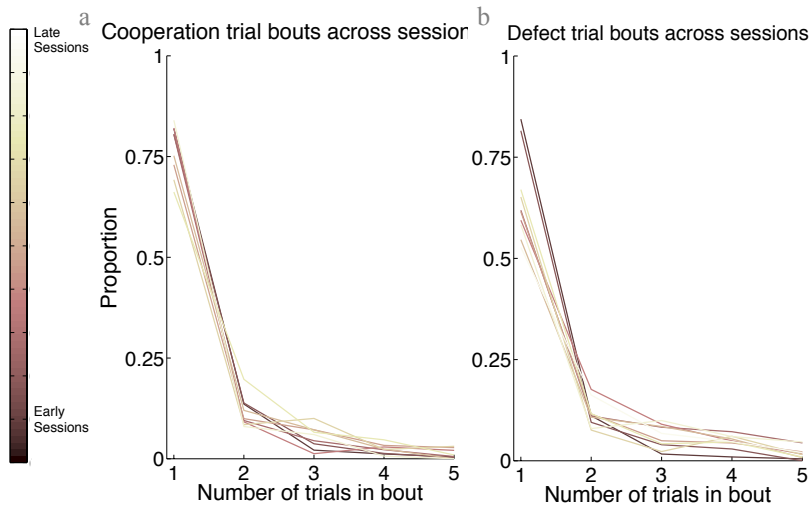 a
Cooperation trial bouts across session
b
Defect trial bouts across sessions
Late
Sessions
Early
Sessions
Proportion
1
0.75
0.5
0.25
0
1 2 3 4 5
Number of trials in bout
1
0.75
0.5
0.25
0
1 2 3 4 5
Number of trials in bout